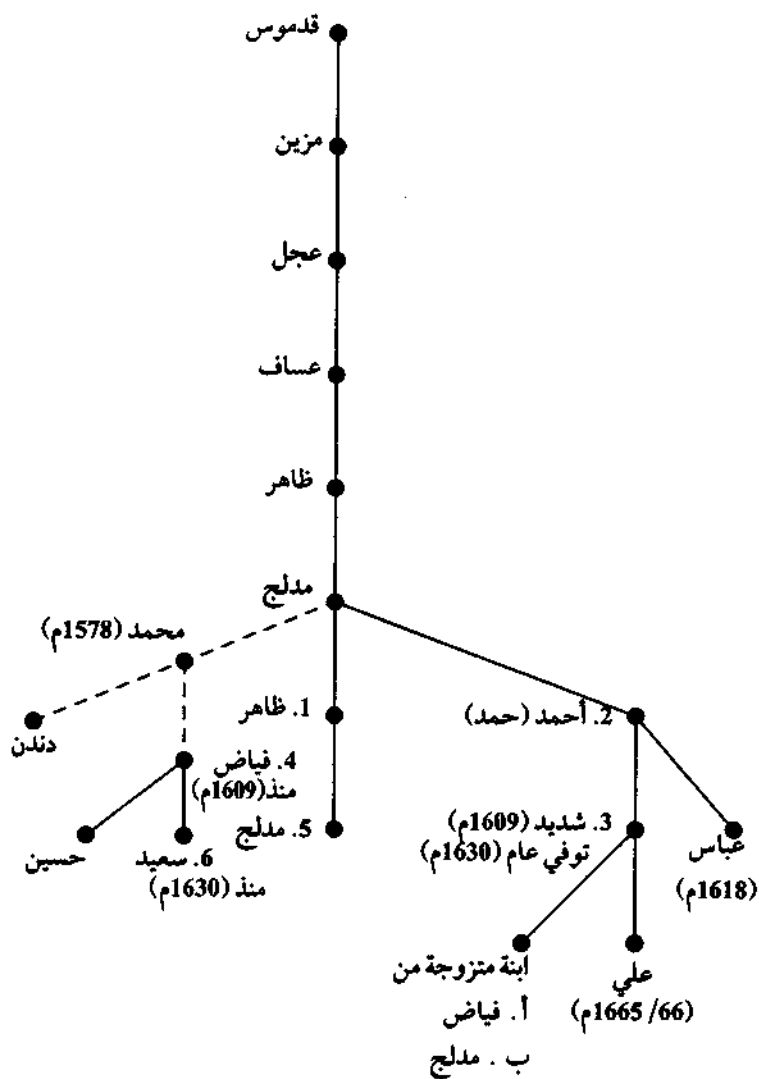 قدموس
مزين
عجل
عساف
ظاهر
مدلج
محمد (1578م)
دندن
1. ظاهر
2. أحمد (حمد)
4. فياض
منذ (1609م)
3. شديد (1609م)
توفي عام (1630م)
5. مدلج
حسين
6. سعيد
منذ (1630م)
عباس
(1618م)
ابنة متزوجة من
أ. فياض
ب . مدلج
علي
(1665/66م)